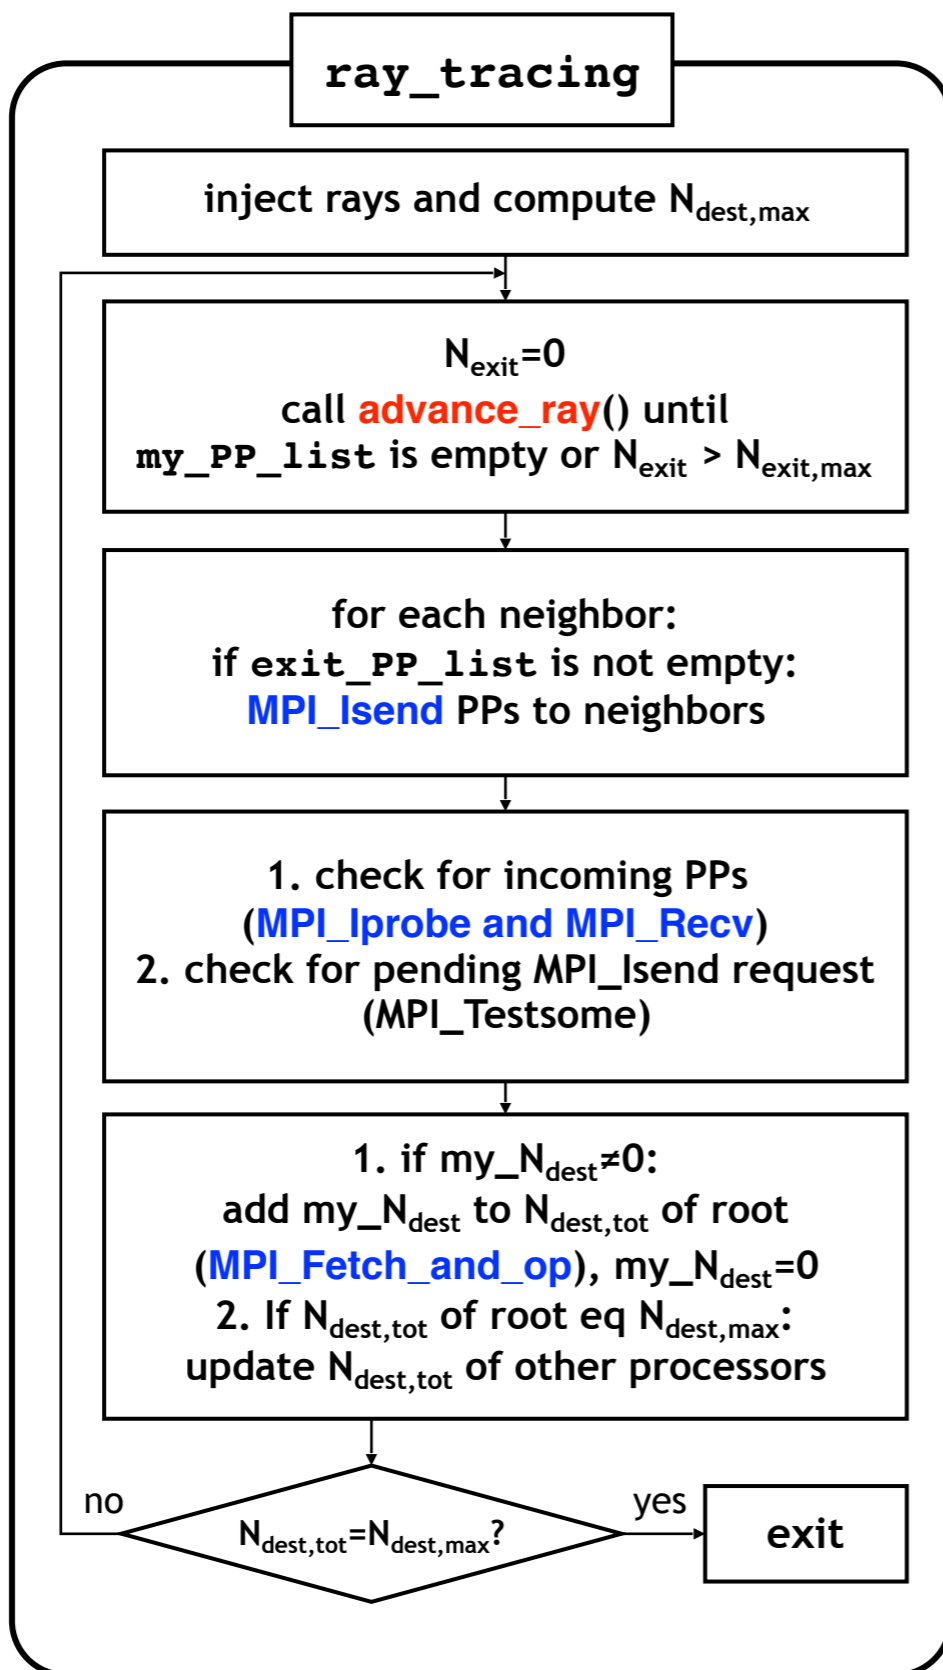 ray_tracing
inject rays and compute N_dest,max
N_exit=0
call advance_ray() until
my_PP_list is empty or N_exit > N_exit,max
for each neighbor:
if exit_PP_list is not empty:
MPI_Isend PPs to neighbors
1. check for incoming PPs
(MPI_Iprobe and MPI_Recv)
2. check for pending MPI_Isend request
(MPI_Testsome)
1. if my_N_dest≠0:
add my_N_dest to N_dest,tot of root
(MPI_Fetch_and_op), my_N_dest=0
2. If N_dest,tot of root eq N_dest,max:
update N_dest,tot of other processors
no
N_dest,tot=N_dest,max?
yes
exit